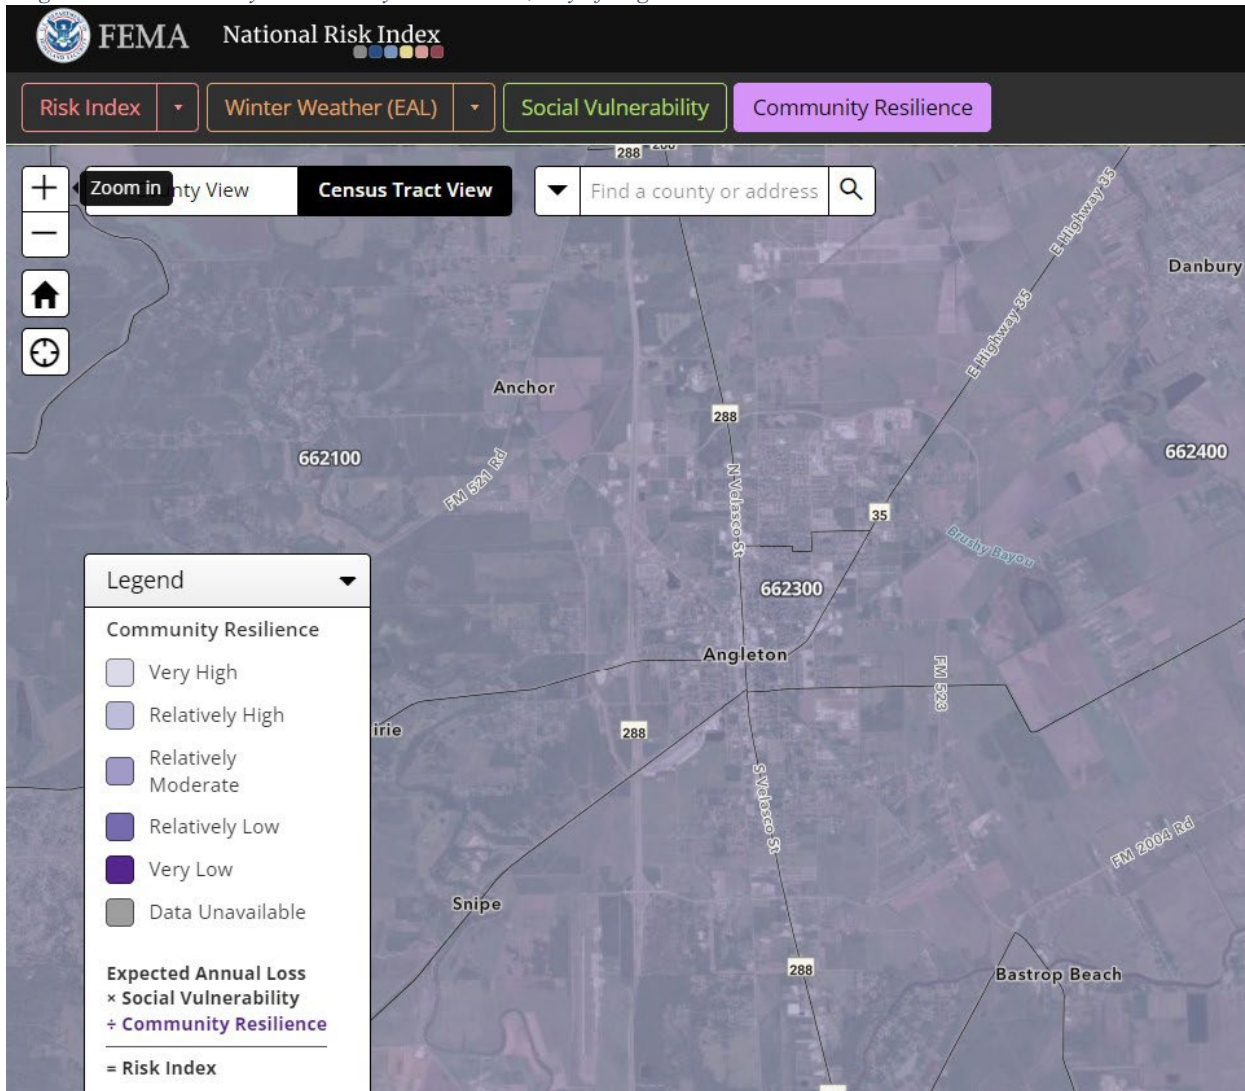 FEMA
National Risk Index
Risk Index
Winter Weather (EAL)
Social Vulnerability
Community Resilience
288
Zoom in
nty View
Census Tract View
Find a county or address
E Highway 35
Danbury
E Highway 35
Anchor
288
662100
662400
FM 521 Rd
N Velasco St
35
Brushy Bayou
662300
Angleton
FM 523
irie
288
S Velasco St
FM 2004 Rd
Snipe
288
Bastrop Beach
Legend
Community Resilience
Very High
Relatively High
Relatively
Moderate
Relatively Low
Very Low
Data Unavailable
Expected Annual Loss
× Social Vulnerability
÷ Community Resilience
= Risk Index